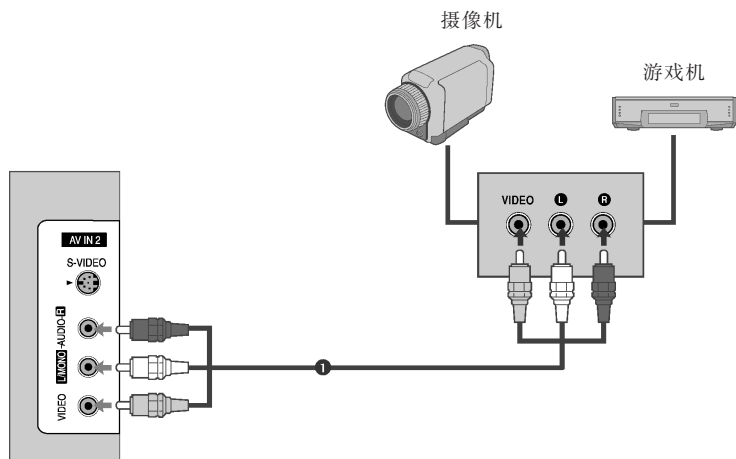 摄像机
游戏机
VIDEO L R
AV IN 2
S-VIDEO
L/MONO-AUDIO-R
VIDEO
1